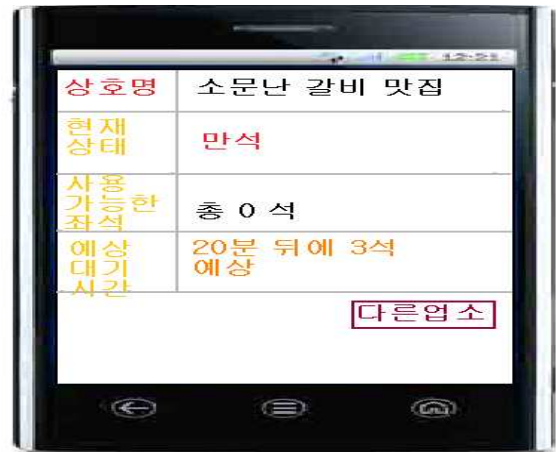 12:21
상호명 소문난 갈비 맛집
현재
상태
만석
사용
가능한
좌석
총 0 석
예상
대기
시간
20분 뒤에 3석
예상
다른업소